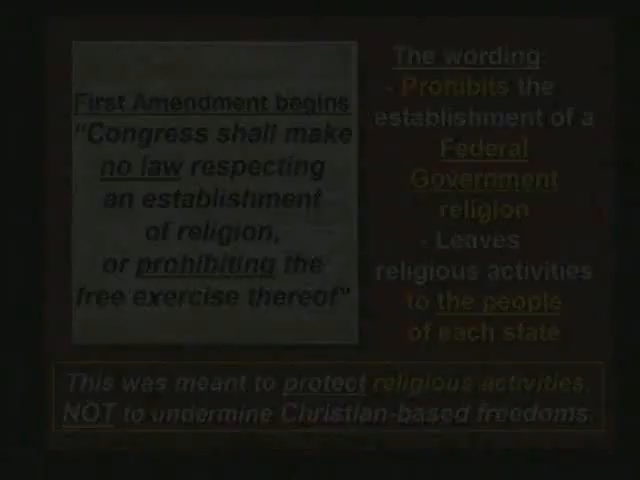 First Amendment begins
"Congress shall make
no law respecting
an establishment
of religion,
or prohibiting the
free exercise thereof"
The wording:
- Prohibits the
establishment of a
Federal
Government
religion
- Leaves
religious activities
to the people
of each state
This was meant to protect religious activities,
NOT to undermine Christian-based freedoms.